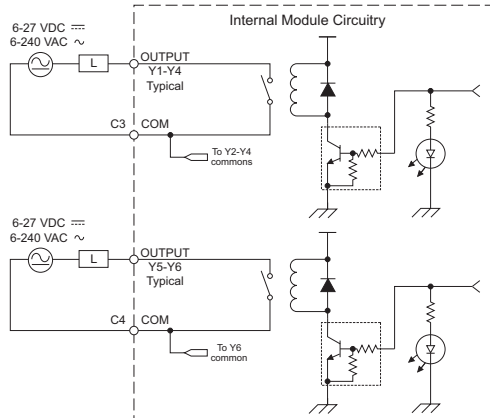 Internal Module Circuitry
6-27 VDC ⎓
6-240 VAC ∿
L
OUTPUT
Y1-Y4
Typical
C3
COM
To Y2-Y4
commons
6-27 VDC ⎓
6-240 VAC ∿
L
OUTPUT
Y5-Y6
Typical
C4
COM
To Y6
common